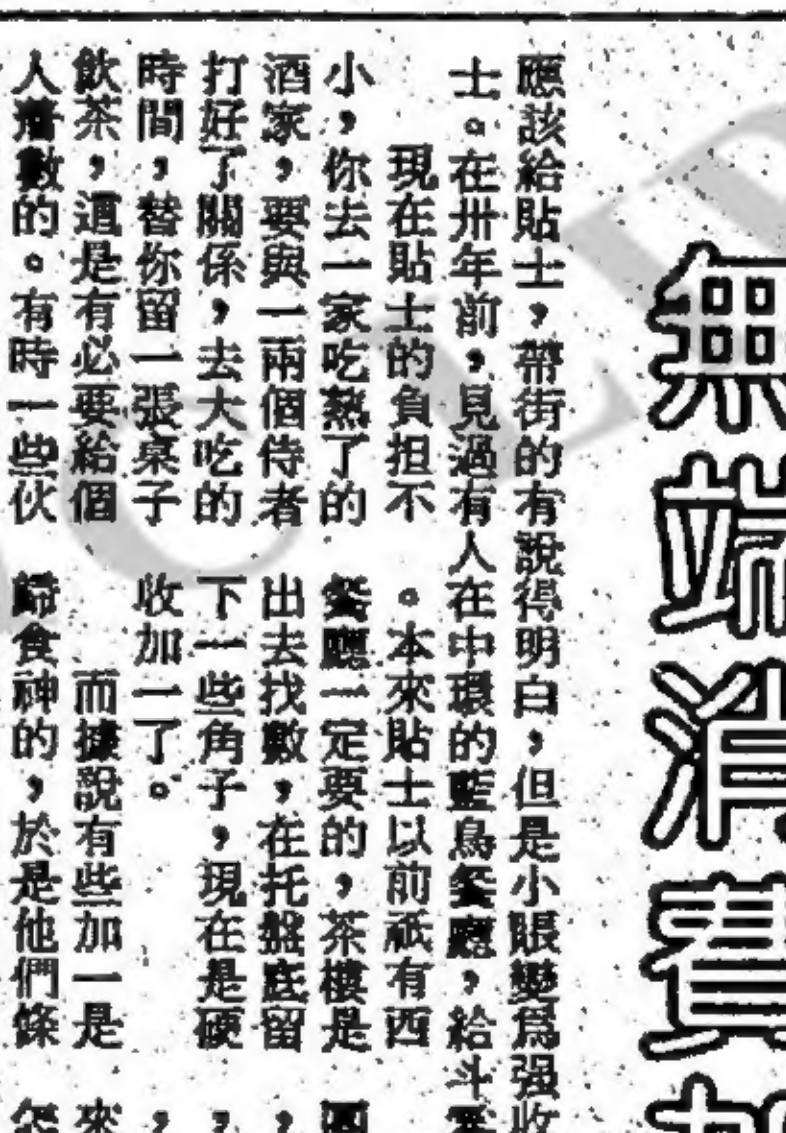 無端消費
應該給貼士,帶街的有說得明白,但是小賬變爲强收
士。在卅年前,見過有人在中環的藍鳥餐廳,給斗
現在貼士的負担不
小,你去一家吃熟了的
酒家,要與一兩個侍者
打好了關係,去大吃的
時間,替你留一張桌子
飲茶,這是有必要給個
人着數的。有時一些伙
。本來貼士以前祇有西
餐廳一定要的,茶樓是
出去找數,在托盤底留
下一些角子,現在是硬
收加一了。
而據說有些加一是
歸食神的,於是他們
來